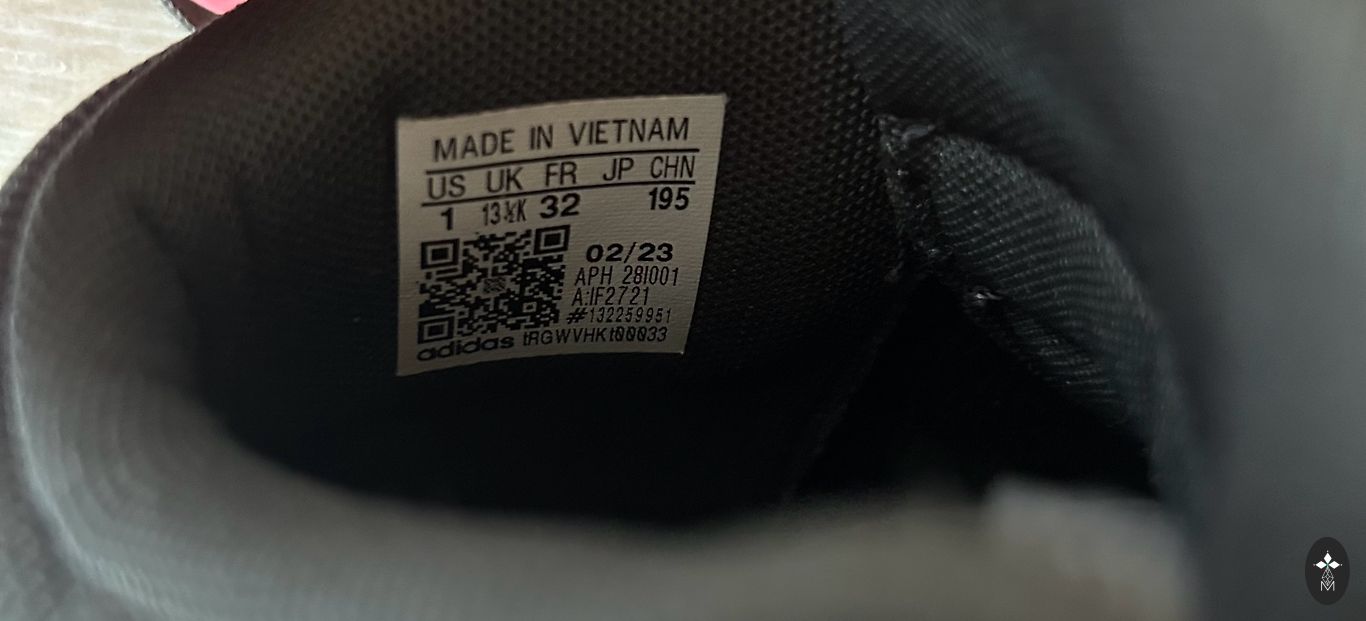 MADE IN VIETNAM
US UK FR JP CHN
1 13½K 32 195
02/23
APH 28I001
A:IF2721
#132259951
adidas tRGWVHKt00033
M